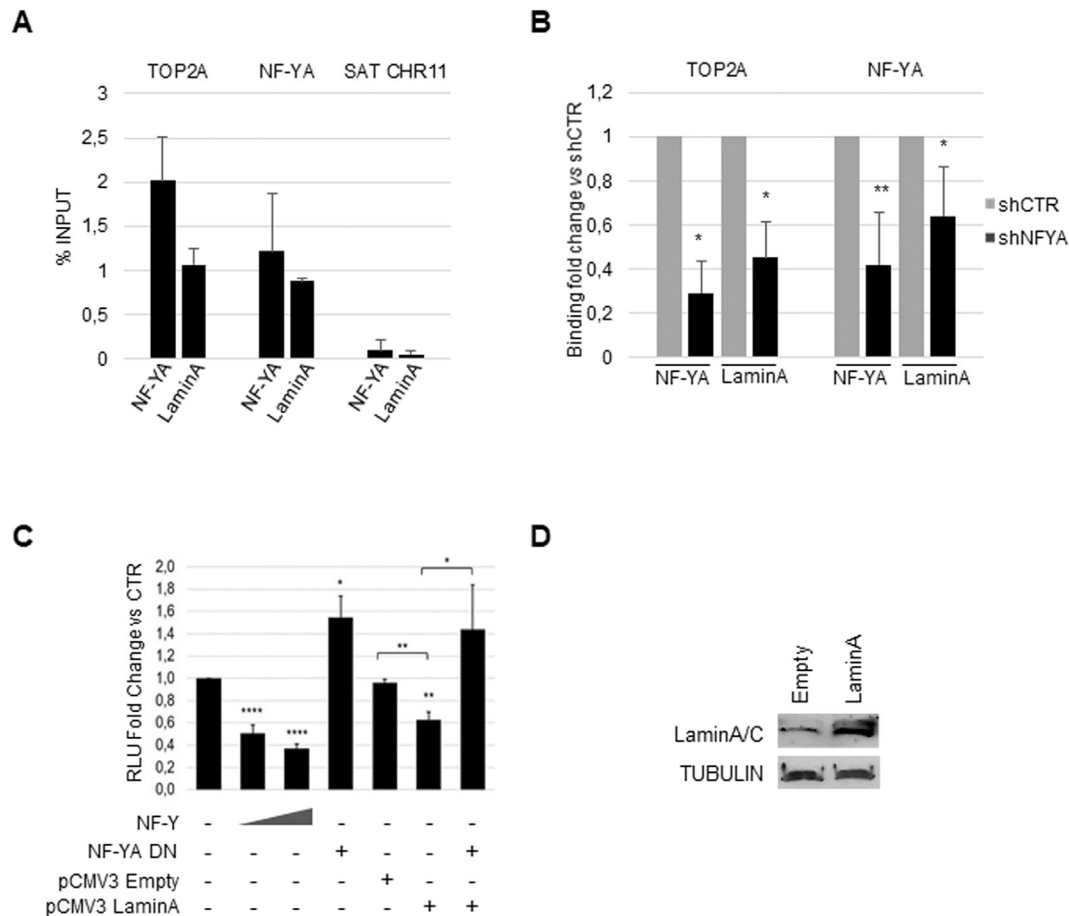 A
TOP2A NF-YA SAT CHR11
% INPUT
3
2,5
2
1,5
1
0,5
0
NF-YA LaminA NF-YA LaminA NF-YA LaminA
B
TOP2A NF-YA
Binding fold change vs shCTR
1,2
1
0,8
0,6
0,4
0,2
0
* * ** *
NF-YA LaminA NF-YA LaminA
shCTR
shNFYA
C
RLU Fold Change vs CTR
2,0
1,8
1,6
1,4
1,2
1,0
0,8
0,6
0,4
0,2
0,0
**** **** * ** ** *
NF-Y - - - - -
NF-YA DN - - - + - - +
pCMV3 Empty - - - - + - -
pCMV3 LaminA - - - - - + +
D
Empty LaminA
LaminA/C
TUBULIN